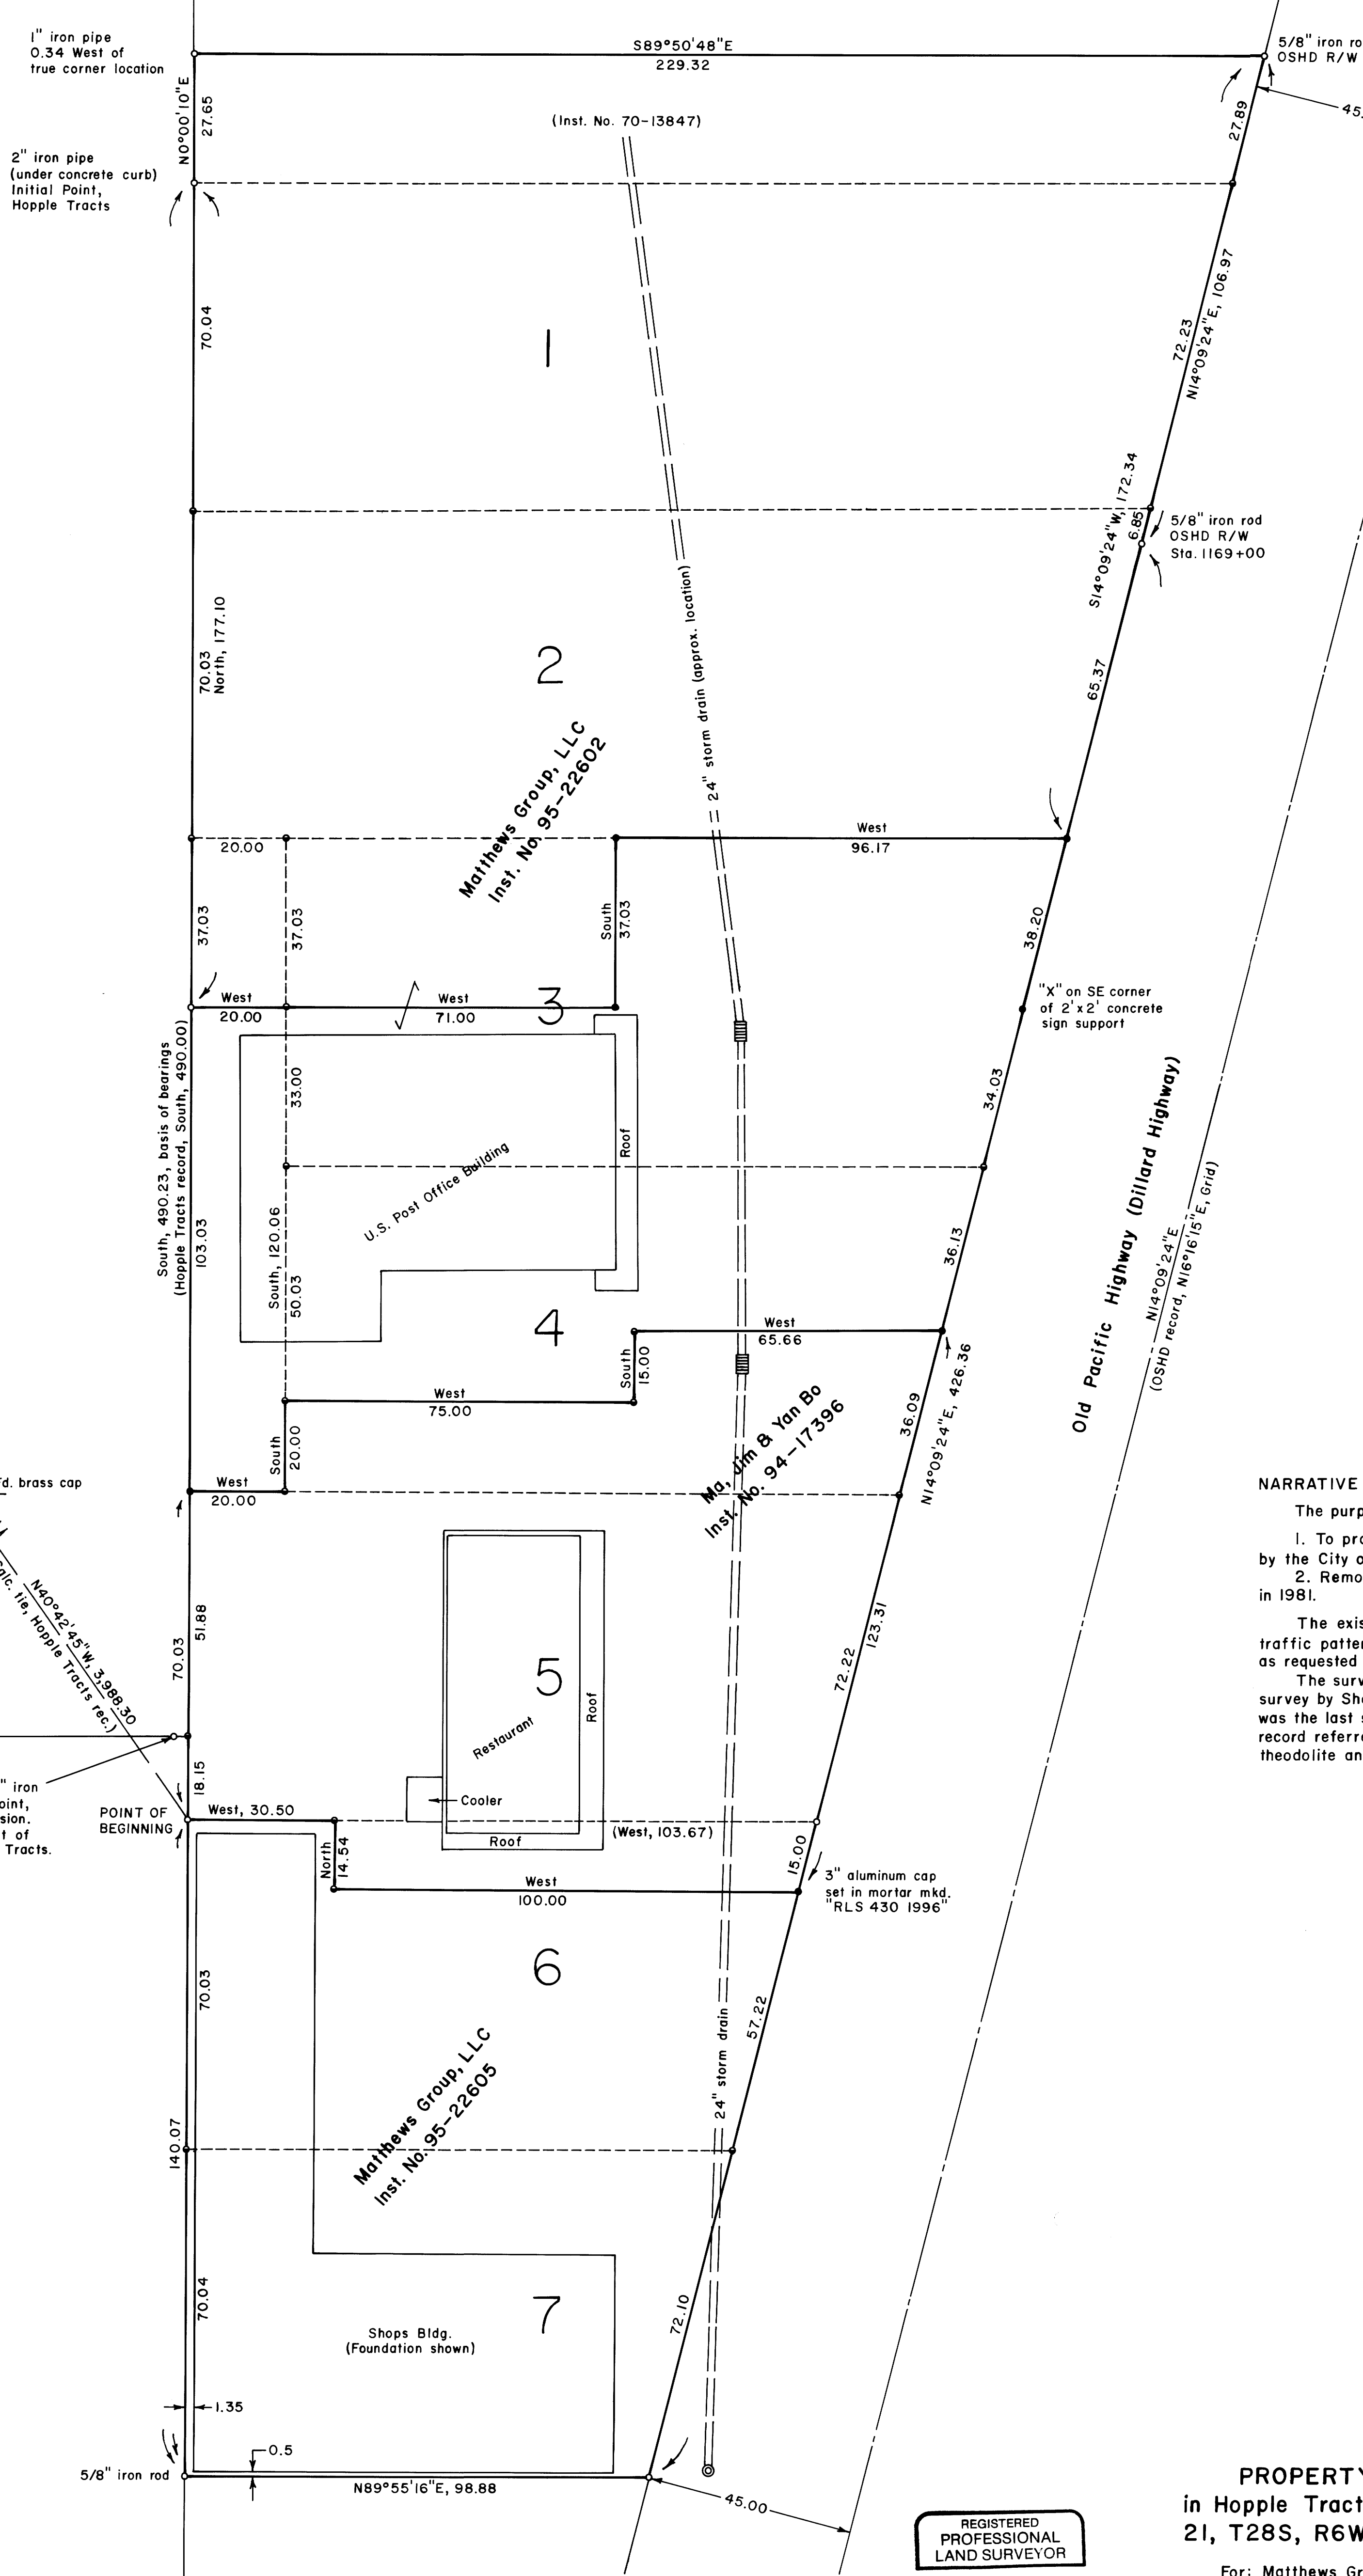 1" iron pipe
0.34 West of
true corner location
S89°50'48"E
229.32
5/8" iron ro
OSHD R/W
N0°00'10"E
27.65
(Inst. No. 70-13847)
27.89
45.
2" iron pipe
(under concrete curb)
Initial Point,
Hopple Tracts
70.04
1
72.23
N14°09'24"E, 106.97
S14°09'24"W, 172.34
6.85
5/8" iron rod
OSHD R/W
Sta. 1169+00
70.03
North, 177.10
2
24" storm drain (approx. location)
65.37
Matthews Group, LLC
Inst. No. 95-22602
20.00
West
96.17
37.03
37.03
South
37.03
38.20
West
20.00
West
71.00
3
"X" on SE corner
of 2'x2' concrete
sign support
South, 490.23, basis of bearings
(Hopple Tracts record, South, 490.00)
103.03
33.00
Roof
U.S. Post Office Building
34.03
South, 120.06
50.03
36.13
Old Pacific Highway (Dillard Highway)
N14°09'24"E
(OSHD record, N16°16'15"E, Grid)
4
West
65.66
South
15.00
West
75.00
South
20.00
36.09
N14°09'24"E, 426.36
Ma, Jim & Yan Bo
Inst. No. 94-17396
d. brass cap
West
20.00
NARRATIVE
The purp
1. To pro
by the City o
2. Remo
in 1981.
The exis
traffic patter
as requested
The surv
survey by Sh
was the last s
record referr
theodolite an
N40°42'45"W, 3,988.30
alc. tie, Hopple Tracts rec.)
51.88
70.03
72.22
123.31
5
Restaurant
Roof
18.15
" iron
oint,
sion.
t of
Tracts.
Cooler
POINT OF
BEGINNING
West, 30.50
Roof
(West, 103.67)
North
14.54
15.00
West
100.00
3" aluminum cap
set in mortar mkd.
"RLS 430 1996"
6
70.03
57.22
24" storm drain
Matthews Group, LLC
Inst. No. 95-22605
140.07
70.04
72.10
7
Shops Bldg.
(Foundation shown)
1.35
0.5
5/8" iron rod
N89°55'16"E, 98.88
45.00
REGISTERED
PROFESSIONAL
LAND SURVEYOR
PROPERTY
in Hopple Tract
21, T28S, R6W
For: Matthews Gr